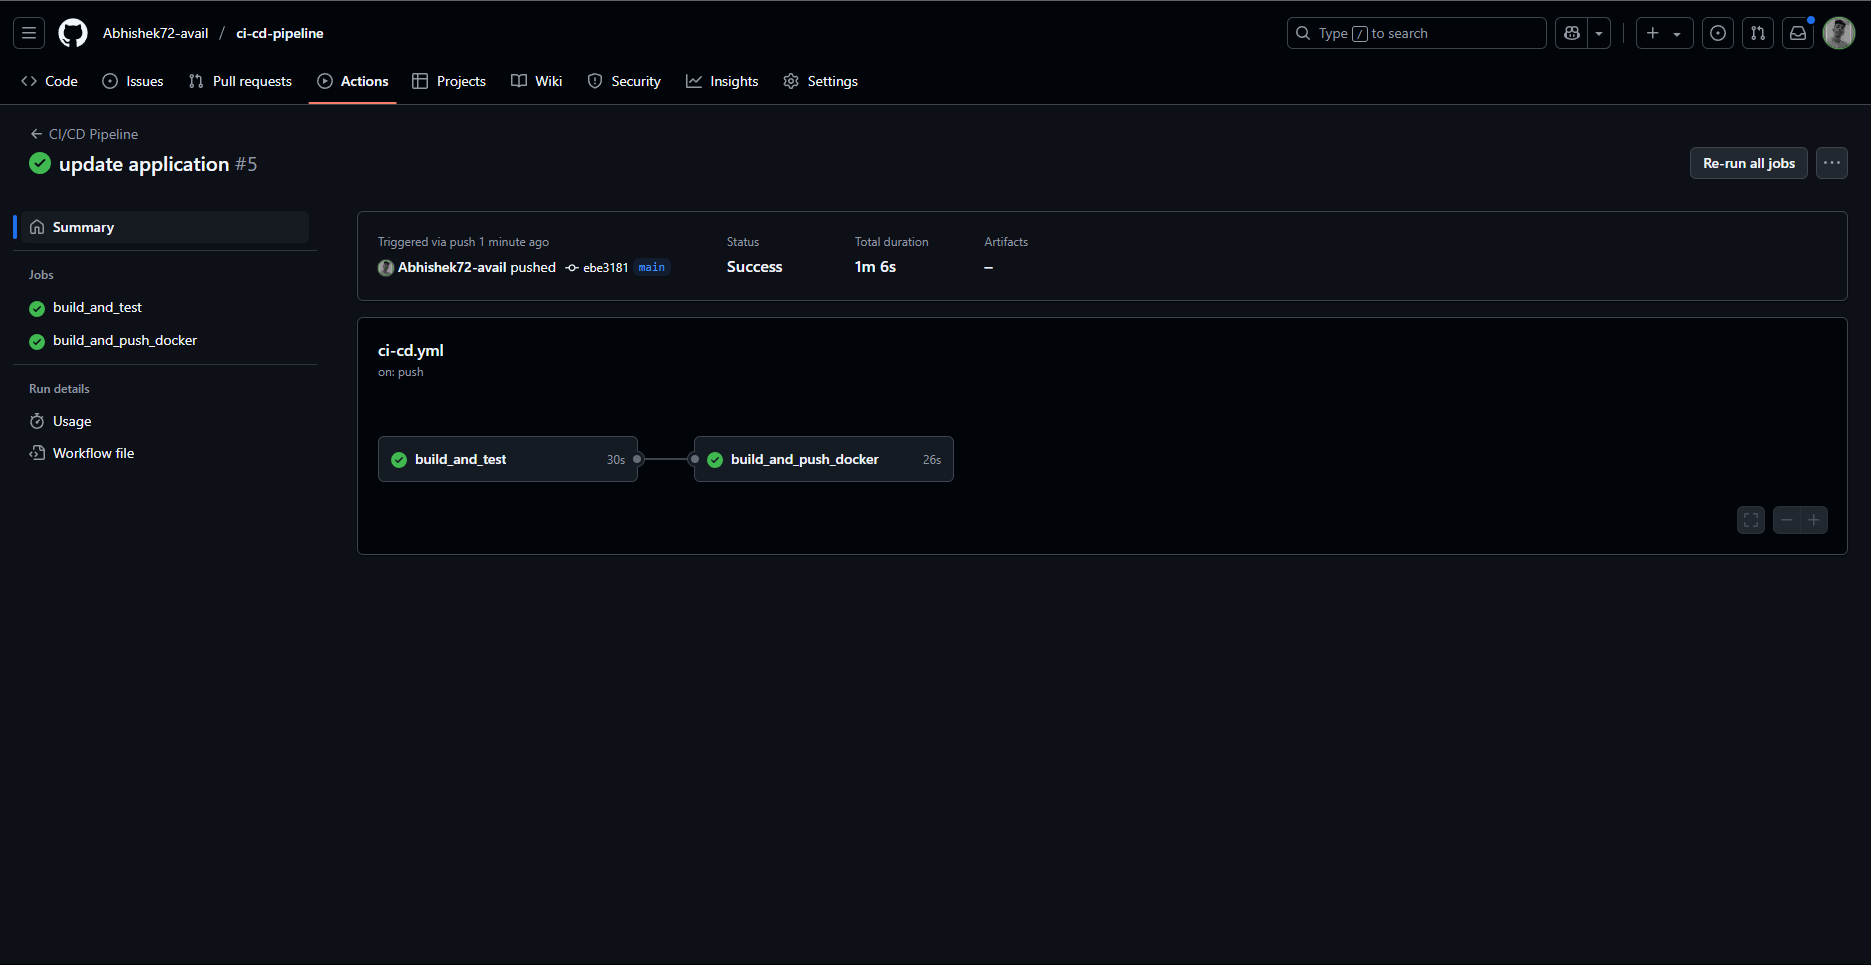 Abhishek72-avail / ci-cd-pipeline
Type / to search
Code Issues Pull requests Actions Projects Wiki Security Insights Settings
CI/CD Pipeline
update application #5
Re-run all jobs
Summary
Jobs
build_and_test
build_and_push_docker
Run details
Usage
Workflow file
Triggered via push 1 minute ago
Abhishek72-avail pushed ebe3181 main
Status
Success
Total duration
1m 6s
Artifacts
–
ci-cd.yml
on: push
build_and_test 30s
build_and_push_docker 26s